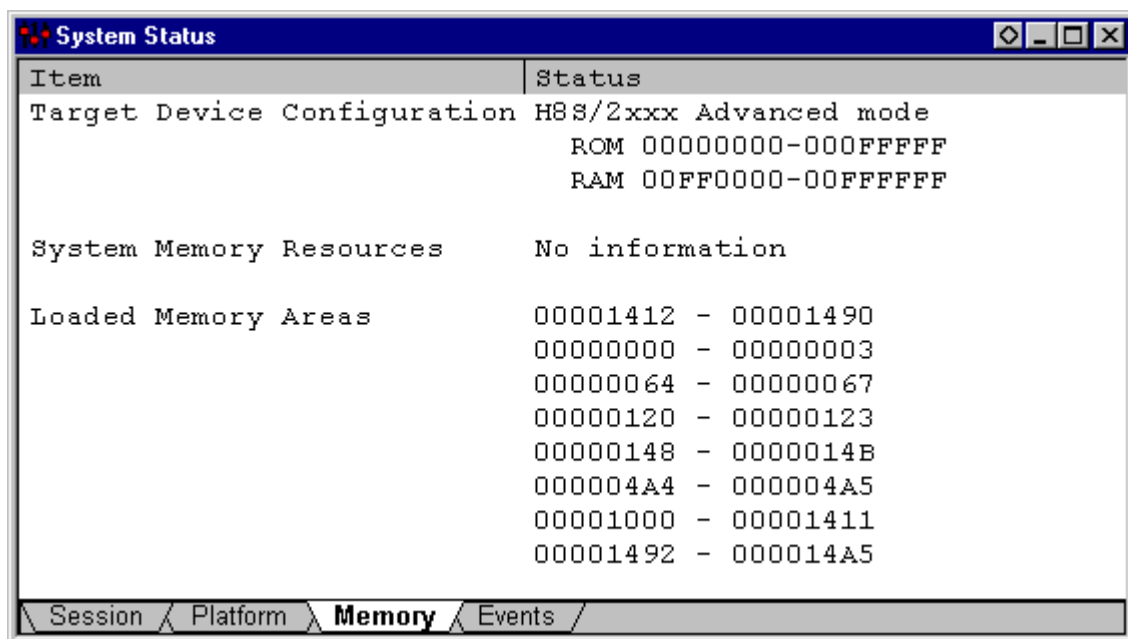 System Status
Item Status
Target Device Configuration H8S/2xxx Advanced mode
ROM 00000000-000FFFFF
RAM 00FF0000-00FFFFFF
System Memory Resources No information
Loaded Memory Areas 00001412 - 00001490
00000000 - 00000003
00000064 - 00000067
00000120 - 00000123
00000148 - 0000014B
000004A4 - 000004A5
00001000 - 00001411
00001492 - 000014A5
Session Platform Memory Events